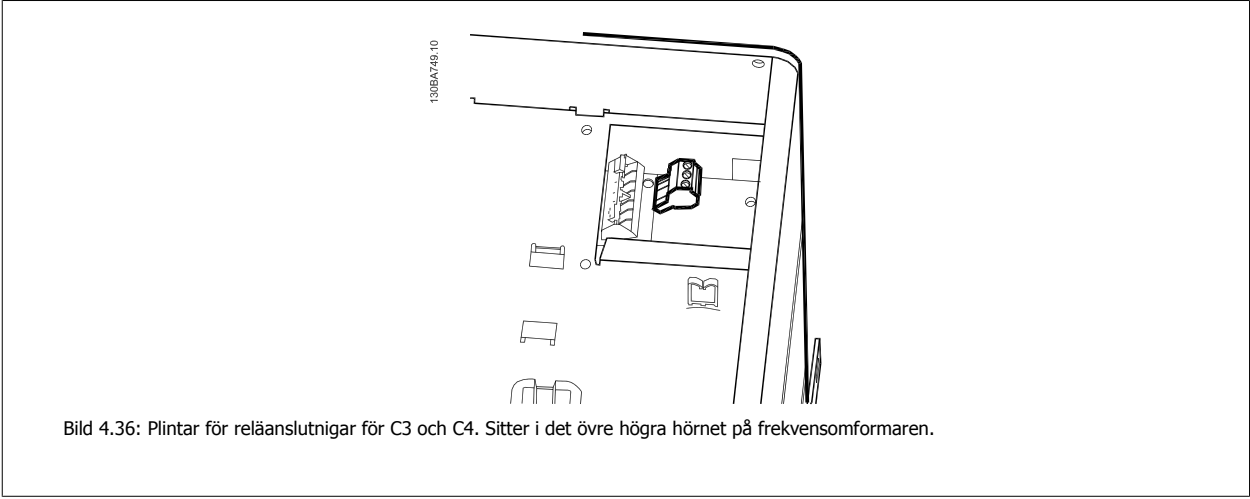 130BA749.10
Bild 4.36: Plintar för reläanslutnigar för C3 och C4. Sitter i det övre högra hörnet på frekvensomformaren.